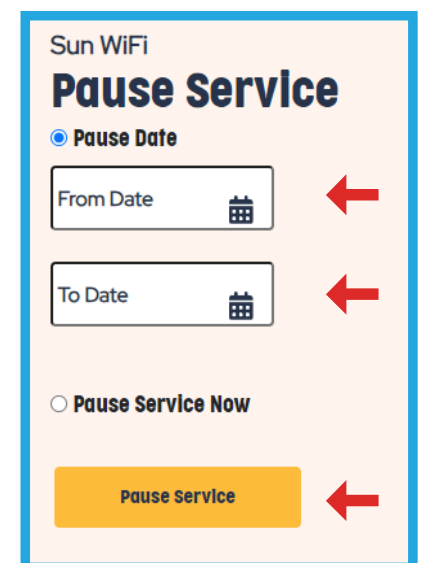 Sun WiFi
Pause Service
Pause Date
From Date
To Date
Pause Service Now
Pause Service